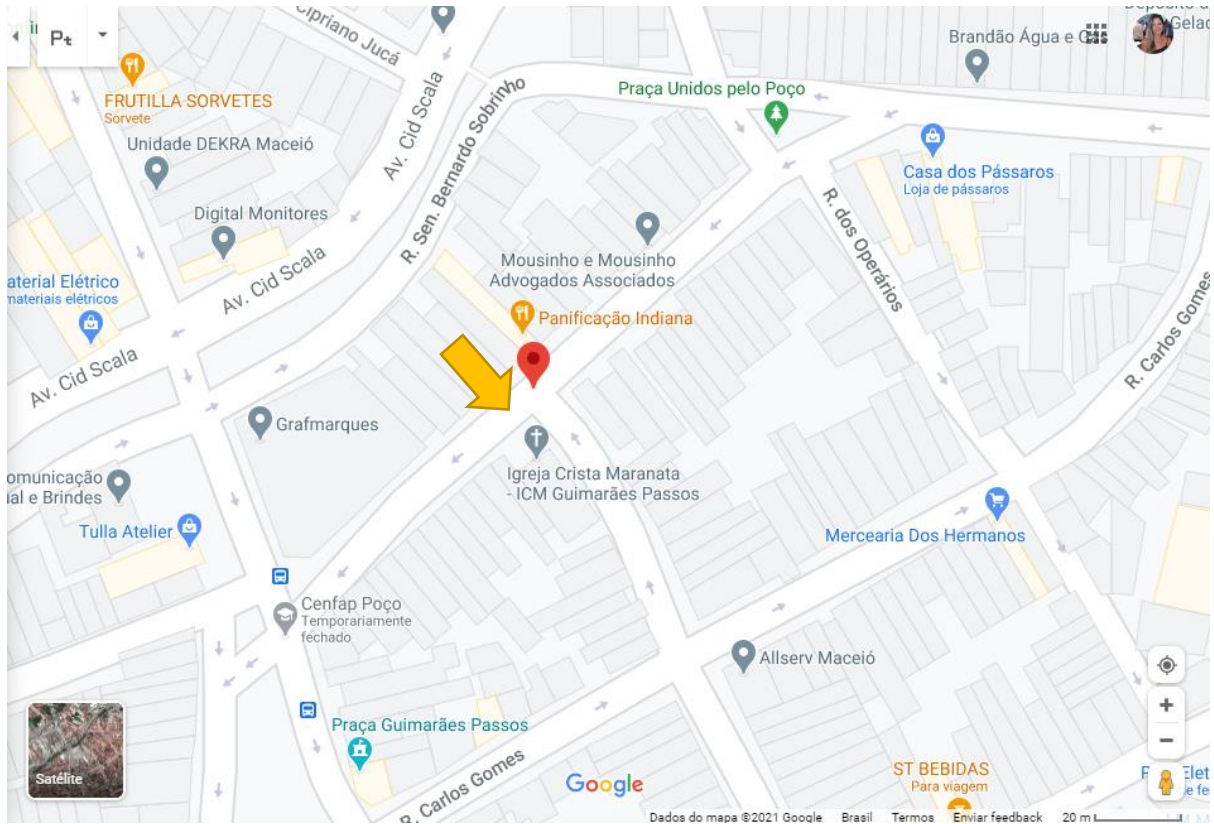 Pt
Cipriano Jucá
Brandão Água e Gás
FRUTILLA SORVETES
Sorvete
Unidade DEKRA Maceió
Av. Cid Scala
R. Sen. Bernardo Sobrinho
Praça Unidos pelo Poço
Casa dos Pássaros
Loja de pássaros
Digital Monitores
R. dos Operários
Mousinho e Mousinho
Advogados Associados
aterial Elétrico
materiais elétricos
Av. Cid Scala
Panificação Indiana
R. Carlos Gomes
Av. Cid Scala
Grafmarques
Igreja Crista Maranata
- ICM Guimarães Passos
omunicação
al e Brindes
Tulla Atelier
Mercearia Dos Hermanos
Cenfap Poço
Temporariamente
fechado
Allserv Maceió
Praça Guimarães Passos
Satélite
R. Carlos Gomes
Google
ST BEBIDAS
Para viagem
Dados do mapa ©2021 Google Brasil Termos Enviar feedback 20 m